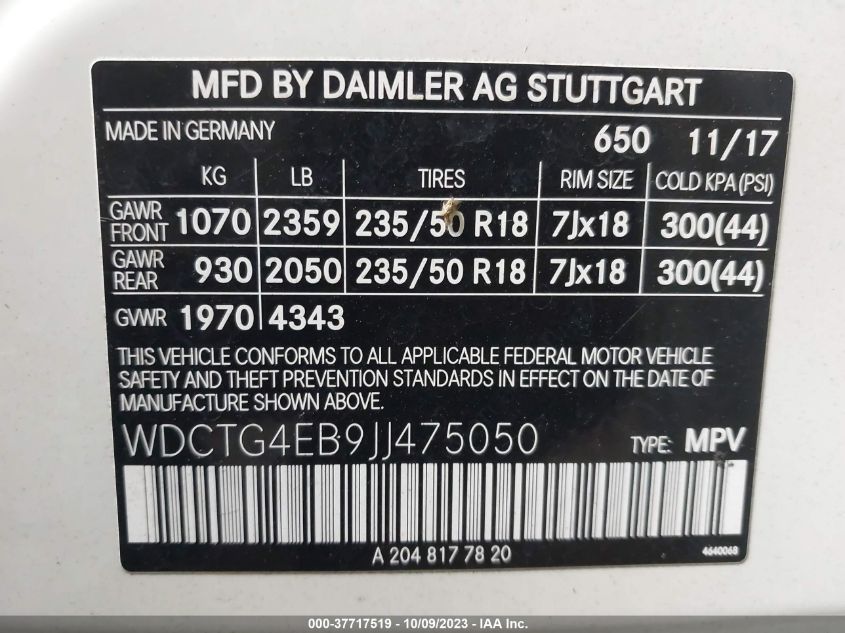 MFD BY DAIMLER AG STUTTGART
MADE IN GERMANY 650 11/17
KG LB TIRES RIM SIZE COLD KPA (PSI)
GAWR FRONT 1070 2359 235/50 R18 7Jx18 300(44)
GAWR REAR 930 2050 235/50 R18 7Jx18 300(44)
GVWR 1970 4343
THIS VEHICLE CONFORMS TO ALL APPLICABLE FEDERAL MOTOR VEHICLE
SAFETY AND THEFT PREVENTION STANDARDS IN EFFECT ON THE DATE OF
MANUFACTURE SHOWN ABOVE.
WDCTG4EB9JJ475050 TYPE: MPV
A 204 817 78 20 4640068
000-37717519 - 10/09/2023 - IAA Inc.